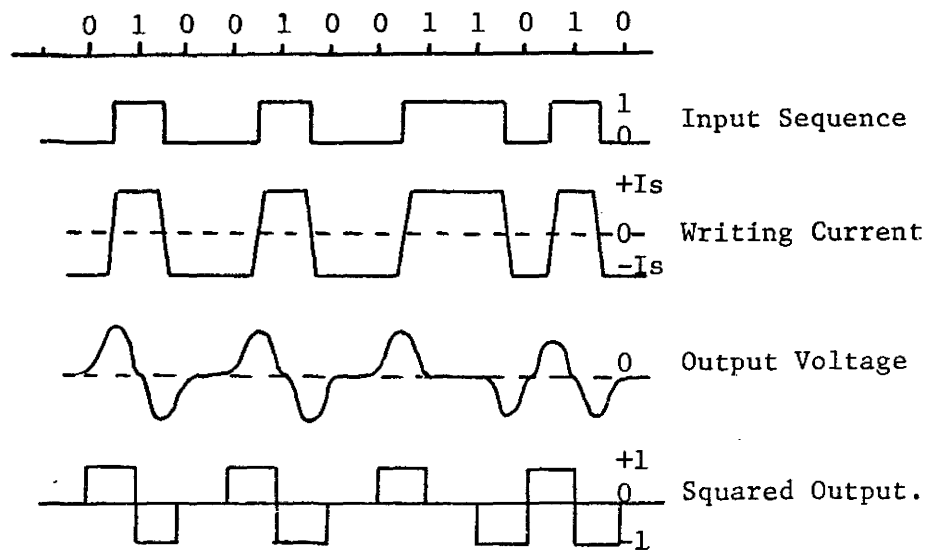 0 1 0 0 1 0 0 1 1 0 1 0
1
0
Input Sequence
+Is
0
-Is
Writing Current
0
Output Voltage
+1
0
-1
Squared Output.